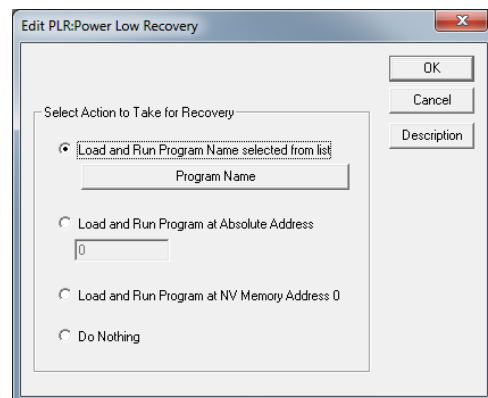 Edit PLR:Power Low Recovery
OK
Cancel
Description
Select Action to Take for Recovery
Load and Run Program Name selected from list
Program Name
Load and Run Program at Absolute Address
0
Load and Run Program at NV Memory Address 0
Do Nothing